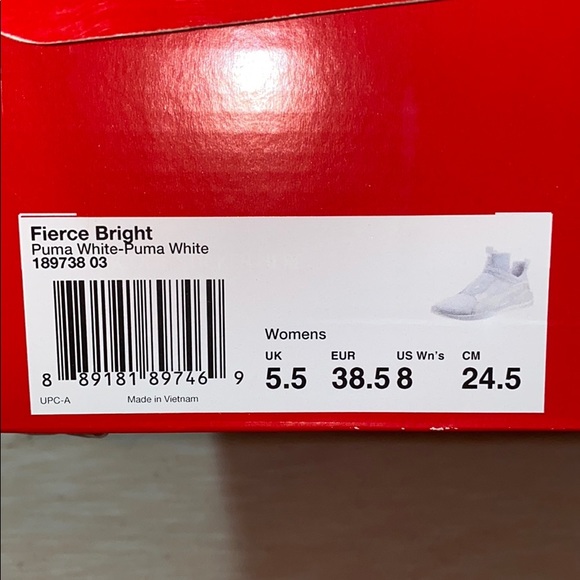 Fierce Bright
Puma White-Puma White
189738 03
8 89181 89746 9
UPC-A Made in Vietnam
Womens
UK EUR US Wn's CM
5.5 38.5 8 24.5